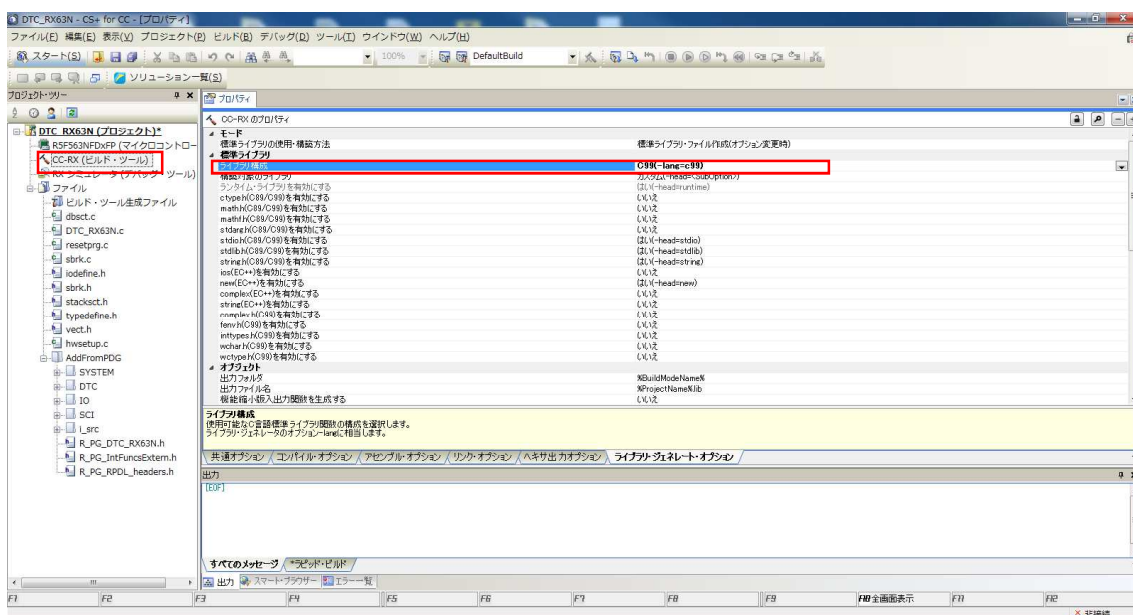 DTC_RX63N - CS+ for CC - [プロパティ]
ファイル(F) 編集(E) 表示(V) プロジェクト(P) ビルド(B) デバッグ(D) ツール(T) ウインドウ(W) ヘルプ(H)
スタート(S) 100% DefaultBuild
ソリューション一覧(S)
プロジェクト・ツリー
プロパティ
DTC_RX63N (プロジェクト)*
R5F563NFDxFP (マイクロコントロー
CC-RX (ビルド・ツール)
RX シミュレータ (デバッグ・ツール)
ファイル
ビルド・ツール生成ファイル
dbsct.c
DTC_RX63N.c
resetprg.c
sbrk.c
iodefine.h
sbrk.h
stacksct.h
typedefine.h
vect.h
hwsetup.c
AddFromPDG
SYSTEM
DTC
IO
SCI
i_src
R_PG_DTC_RX63N.h
R_PG_IntFuncsExtern.h
R_PG_RPDL_headers.h
CC-RX のプロパティ
モード
標準ライブラリの使用・構築方法 標準ライブラリ・ファイル作成(オプション変更時)
標準ライブラリ
ライブラリ構成 C99(-lang=c99)
構築対象のライブラリ カスタム(-head=<SubOption>)
ランタイム・ライブラリを有効にする はい(-head=runtime)
ctype.h(C89/C99)を有効にする いいえ
math.h(C89/C99)を有効にする いいえ
mathf.h(C89/C99)を有効にする いいえ
stdarg.h(C89/C99)を有効にする いいえ
stdio.h(C89/C99)を有効にする はい(-head=stdio)
stdlib.h(C89/C99)を有効にする はい(-head=stdlib)
string.h(C89/C99)を有効にする はい(-head=string)
ios(EC++)を有効にする いいえ
new(EC++)を有効にする はい(-head=new)
complex(EC++)を有効にする いいえ
string(EC++)を有効にする いいえ
complex.h(C99)を有効にする いいえ
fenv.h(C99)を有効にする いいえ
inttypes.h(C99)を有効にする いいえ
wchar.h(C99)を有効にする いいえ
wctype.h(C99)を有効にする いいえ
オブジェクト
出力フォルダ %BuildModeName%
出力ファイル名 %ProjectName%.lib
機能縮小版入出力関数を生成する いいえ
ライブラリ構成
使用可能なC言語標準ライブラリ関数の構成を選択します。
ライブラリ・ジェネレータのオプション-langに相当します。
共通オプション コンパイル・オプション アセンブル・オプション リンク・オプション ヘキサ出力オプション ライブラリ・ジェネレート・オプション
出力
[EOF]
すべてのメッセージ *ラピッド・ビルド
出力 スマート・ブラウザー エラー一覧
F1 F2 F3 F4 F5 F6 F7 F8 F9 F10 全画面表示 F11 F12
非接続